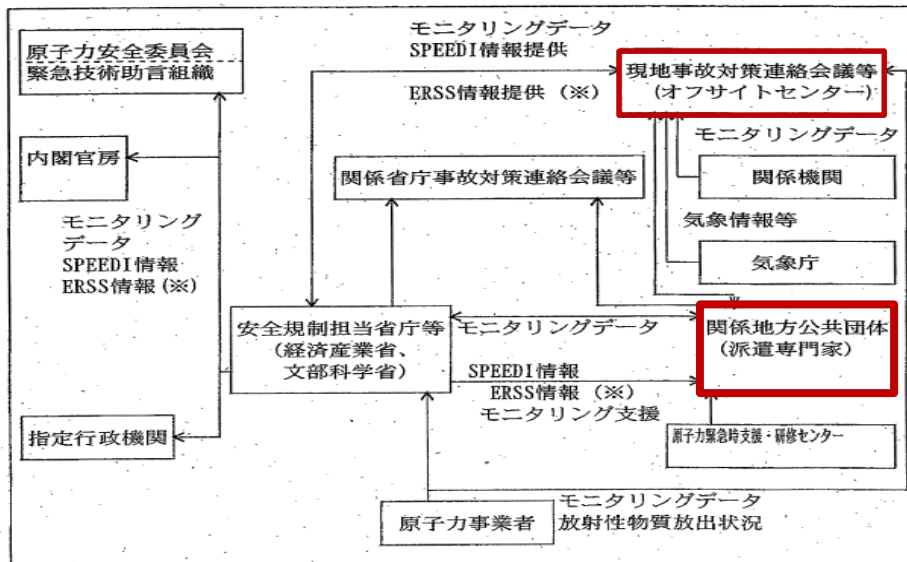 モニタリングデータ
SPEEDI情報提供
原子力安全委員会
緊急技術助言組織
現地事故対策連絡会議等
(オフサイトセンター)
ERSS情報提供 (※)
モニタリングデータ
内閣官房
関係省庁事故対策連絡会議等
関係機関
モニタリング
データ
SPEEDI情報
ERSS情報(※)
気象情報等
気象庁
安全規制担当省庁等
(経済産業省、
文部科学省)
モニタリングデータ
関係地方公共団体
(派遣専門家)
SPEEDI情報
ERSS情報 (※)
モニタリング支援
指定行政機関
原子力緊急時支援・研修センター
原子力事業者
モニタリングデータ
放射性物質放出状況